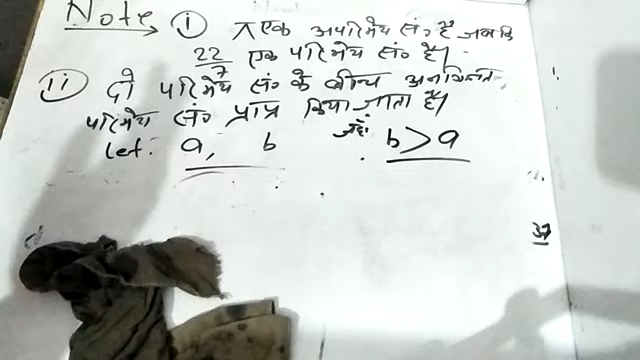 Note, → (i) π एक अपरिमेय सं० है जबकि
22/7 एक परिमेय सं० है।
(ii) दो परिमेय सं० के बीच अनगिनत
परिमेय सं० प्राप्त किया जाता है।
Let. a, b जहाँ b > a
37